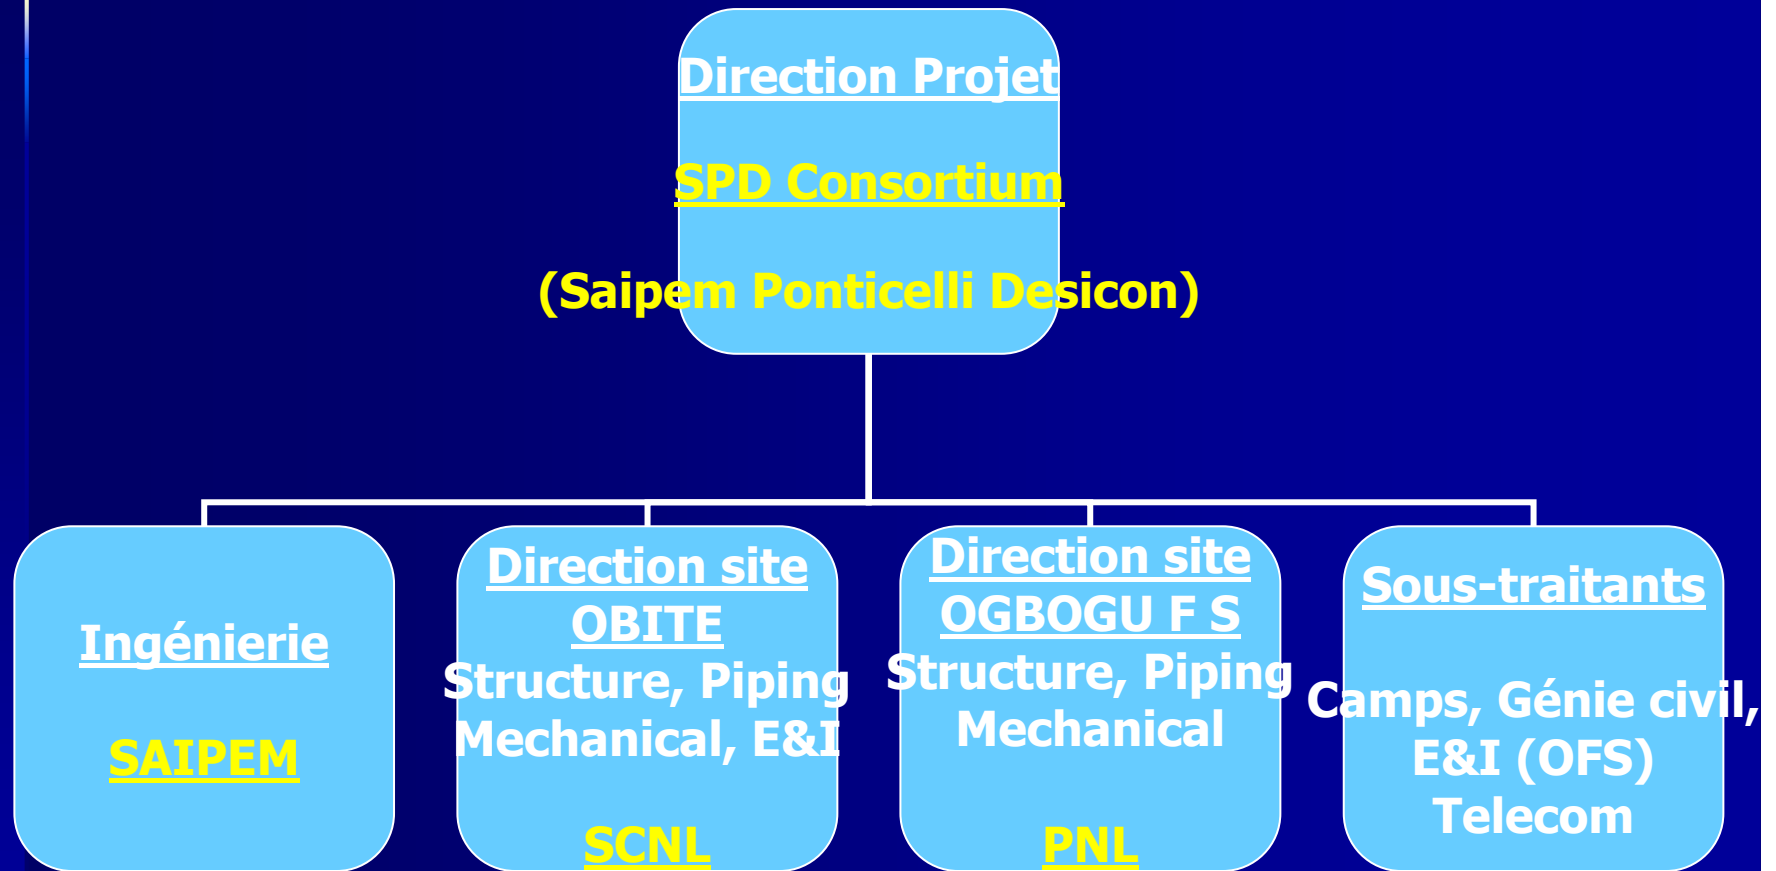 Direction Projet
SPD Consortium
(Saipem Ponticelli Desicon)
Ingénierie
SAIPEM
Direction site
OBITE
Structure, Piping
Mechanical, E&I
SCNL
Direction site
OGBOGU F S
Structure, Piping
Mechanical
PNL
Sous-traitants
Camps, Génie civil,
E&I (OFS)
Telecom